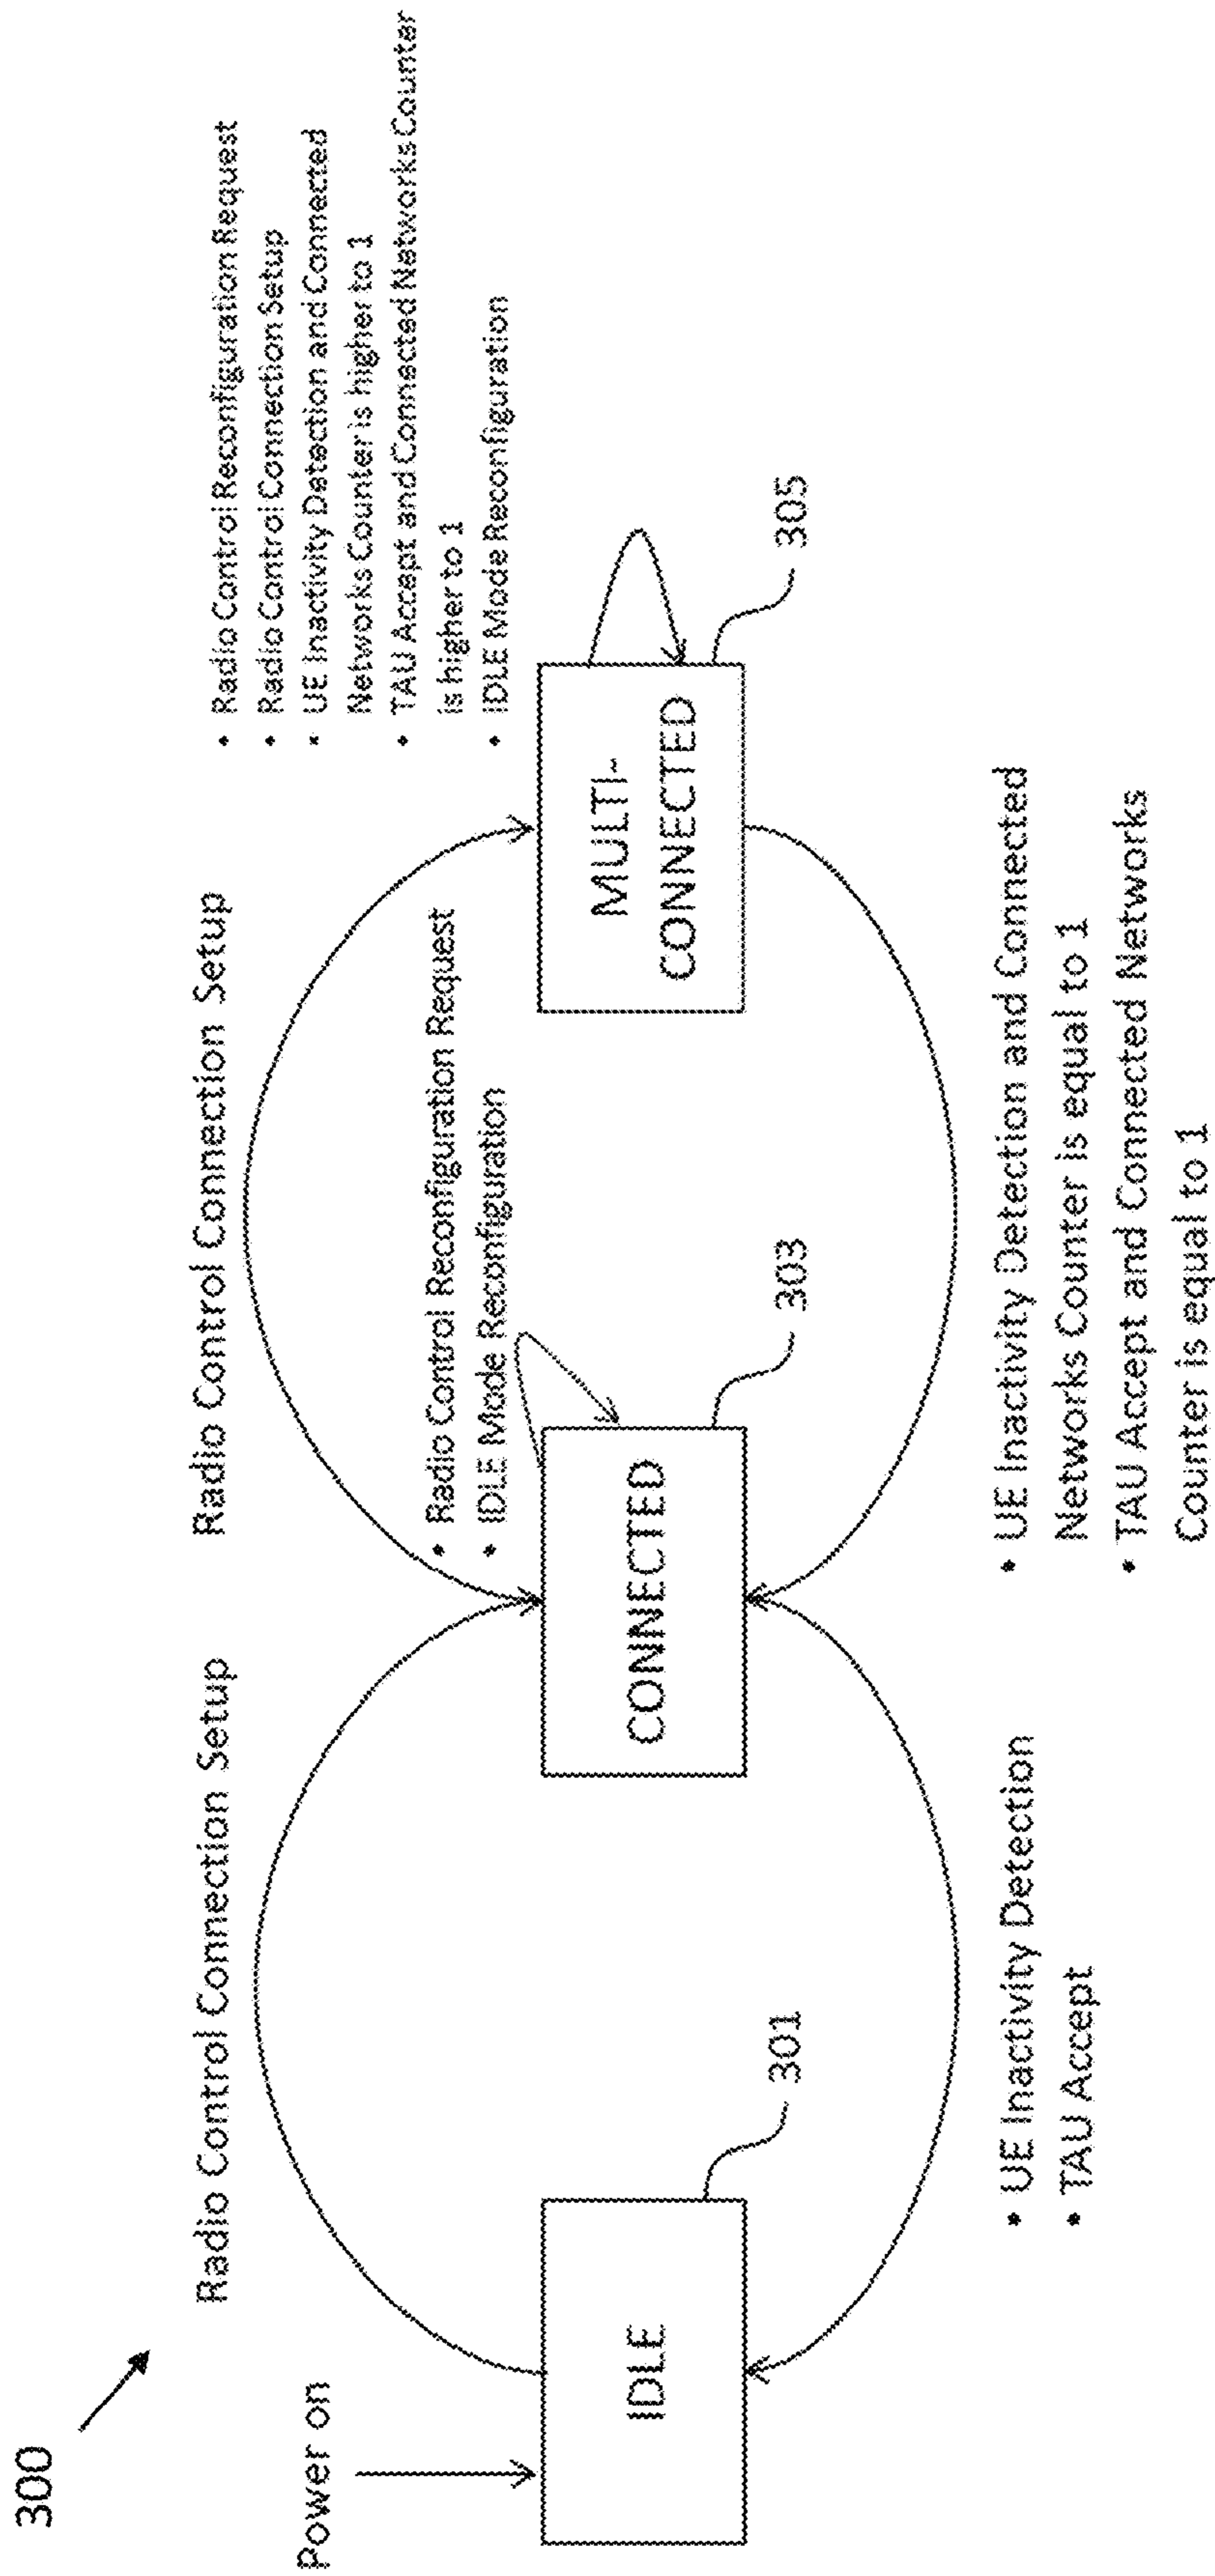 300
Power on
Radio Control Connection Setup
Radio Control Connection Setup
• Radio Control Reconfiguration Request
• Radio Control Connection Setup
• UE Inactivity Detection and Connected
Networks Counter is higher to 1
• TAU Accept and Connected Networks Counter
is higher to 1
• IDLE Mode Reconfiguration
• Radio Control Reconfiguration Request
• IDLE Mode Reconfiguration
IDLE
CONNECTED
MULTI-
CONNECTED
301
303
305
• UE Inactivity Detection
• TAU Accept
• UE Inactivity Detection and Connected
Networks Counter is equal to 1
• TAU Accept and Connected Networks
Counter is equal to 1